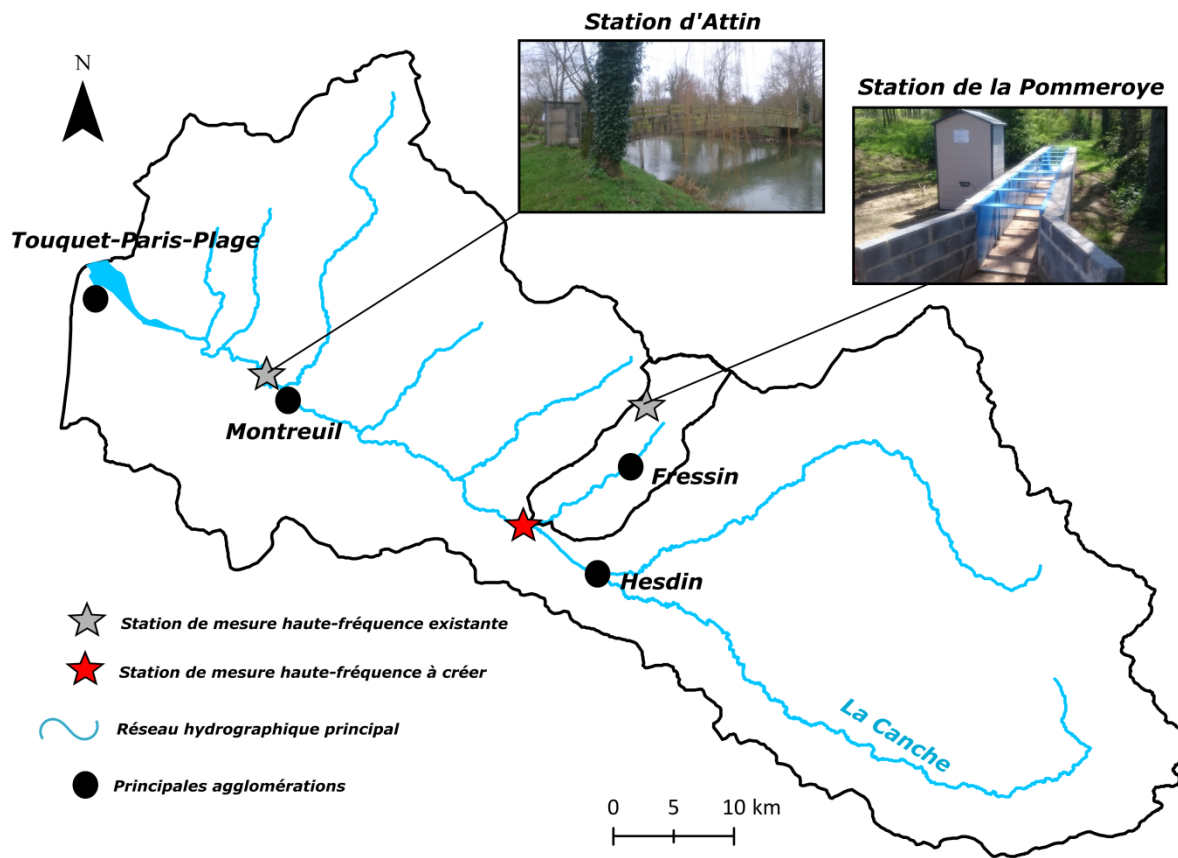 Station d'Attin
Station de la Pommeroye
N
Touquet-Paris-Plage
Montreuil
Fressin
Hesdin
La Canche
Station de mesure haute-fréquence existante
Station de mesure haute-fréquence à créer
Réseau hydrographique principal
Principales agglomérations
0 5 10 km